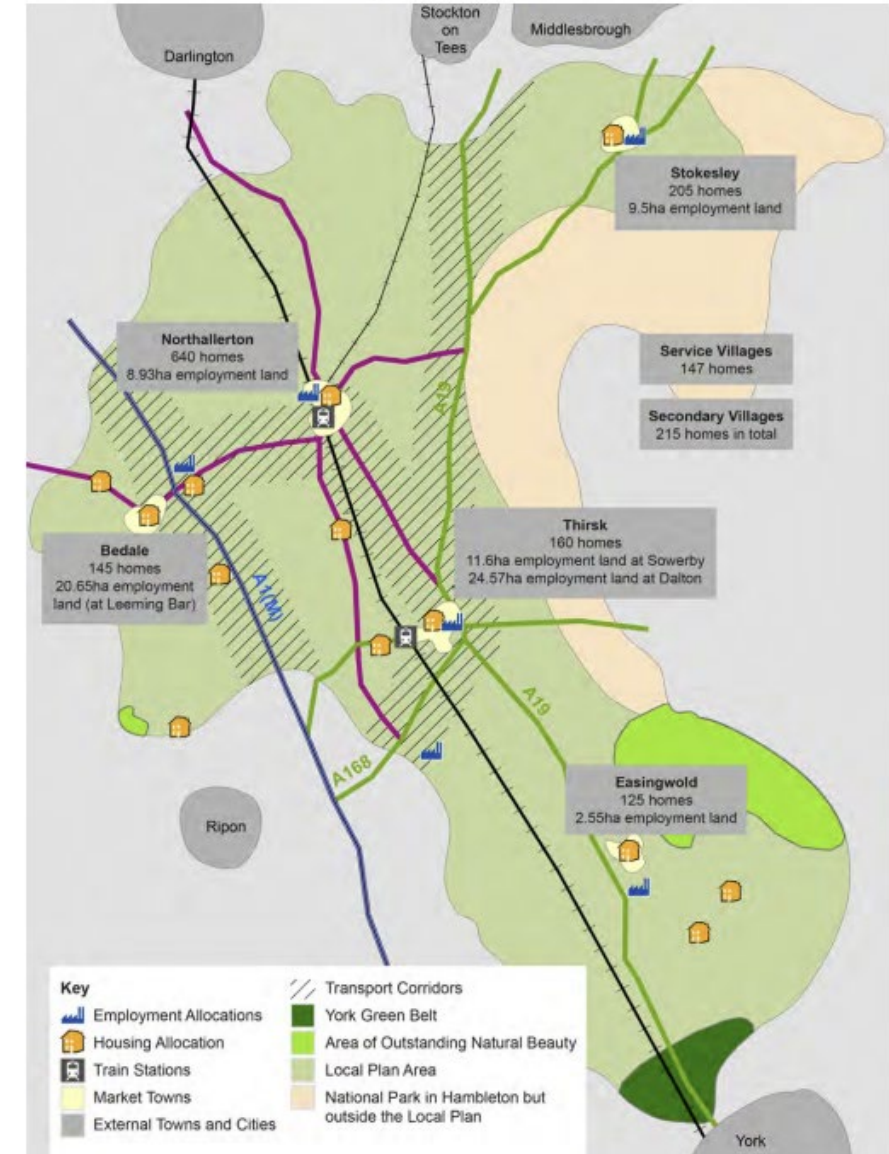 Darlington
Stockton
on
Tees
Middlesbrough
Stokesley
205 homes
9.5ha employment land
Northallerton
640 homes
8.93ha employment land
Service Villages
147 homes
A19
Secondary Villages
215 homes in total
Thirsk
160 homes
11.6ha employment land at Sowerby
24.57ha employment land at Dalton
Bedale
145 homes
20.65ha employment
land (at Leeming Bar)
A1(M)
A19
A168
Easingwold
125 homes
2.55ha employment land
Ripon
Key
Employment Allocations
Housing Allocation
Train Stations
Market Towns
External Towns and Cities
Transport Corridors
York Green Belt
Area of Outstanding Natural Beauty
Local Plan Area
National Park in Hambleton but
outside the Local Plan
York